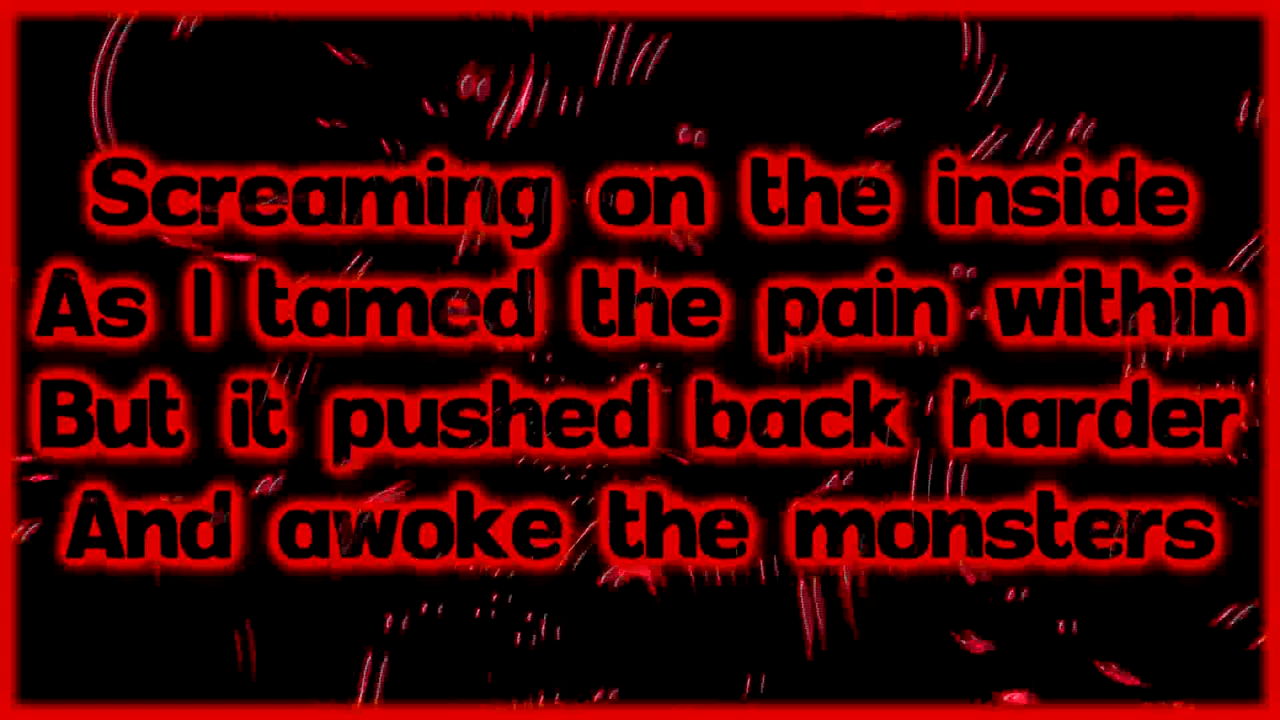 Screaming on the inside
As I tamed the pain within
But it pushed back harder
And awoke the monsters